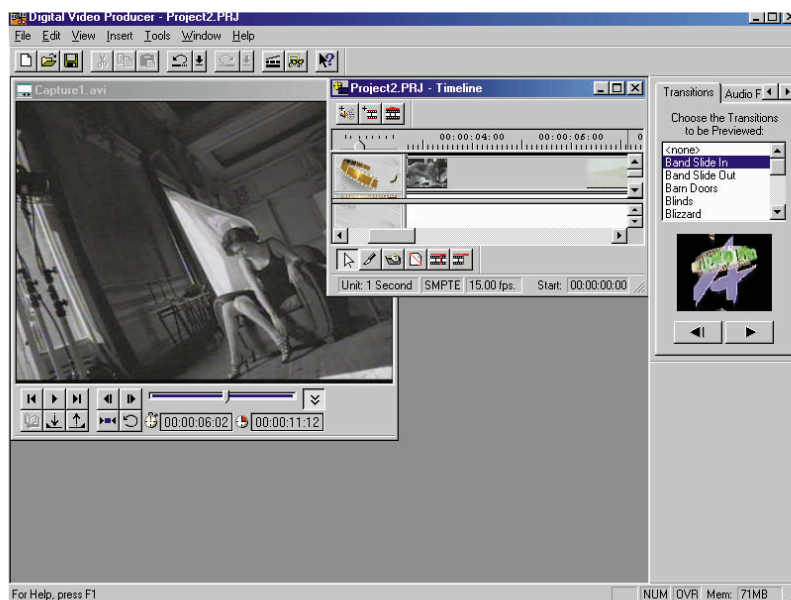 Digital Video Producer - Project2.PRJ
File Edit View Insert Tools Window Help
Capture1.avi
Project2.PRJ - Timeline
00:00:04:00 00:00:06:00 0
Unit: 1 Second SMPTE 15.00 fps. Start: 00:00:00:00
Transitions Audio F
Choose the Transitions
to be Previewed:
<none>
Band Slide In
Band Slide Out
Barn Doors
Blinds
Blizzard
00:00:06:02 00:00:11:12
For Help, press F1
NUM OVR Mem: 71MB